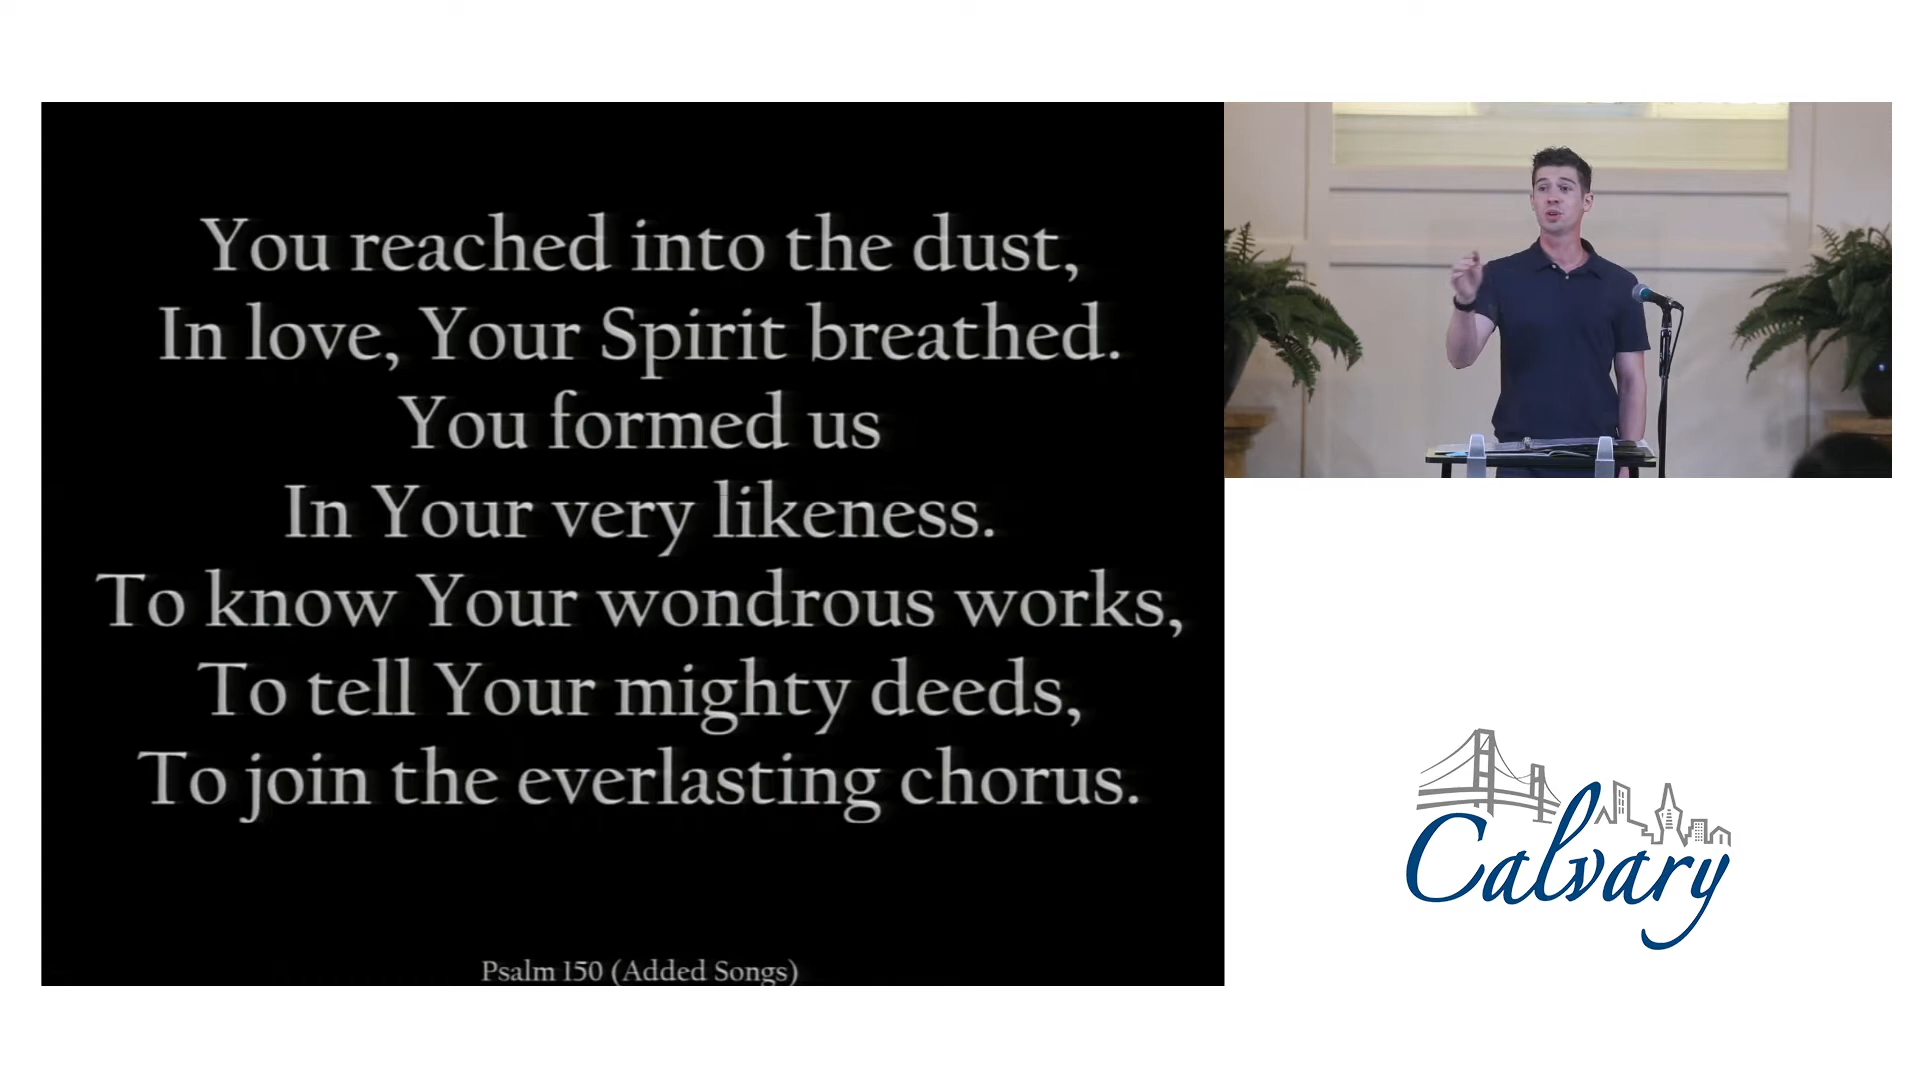 You reached into the dust,
In love, Your Spirit breathed.
You formed us
In Your very likeness.
To know Your wondrous works,
To tell Your mighty deeds,
To join the everlasting chorus.
Psalm 150 (Added Songs)
Calvary